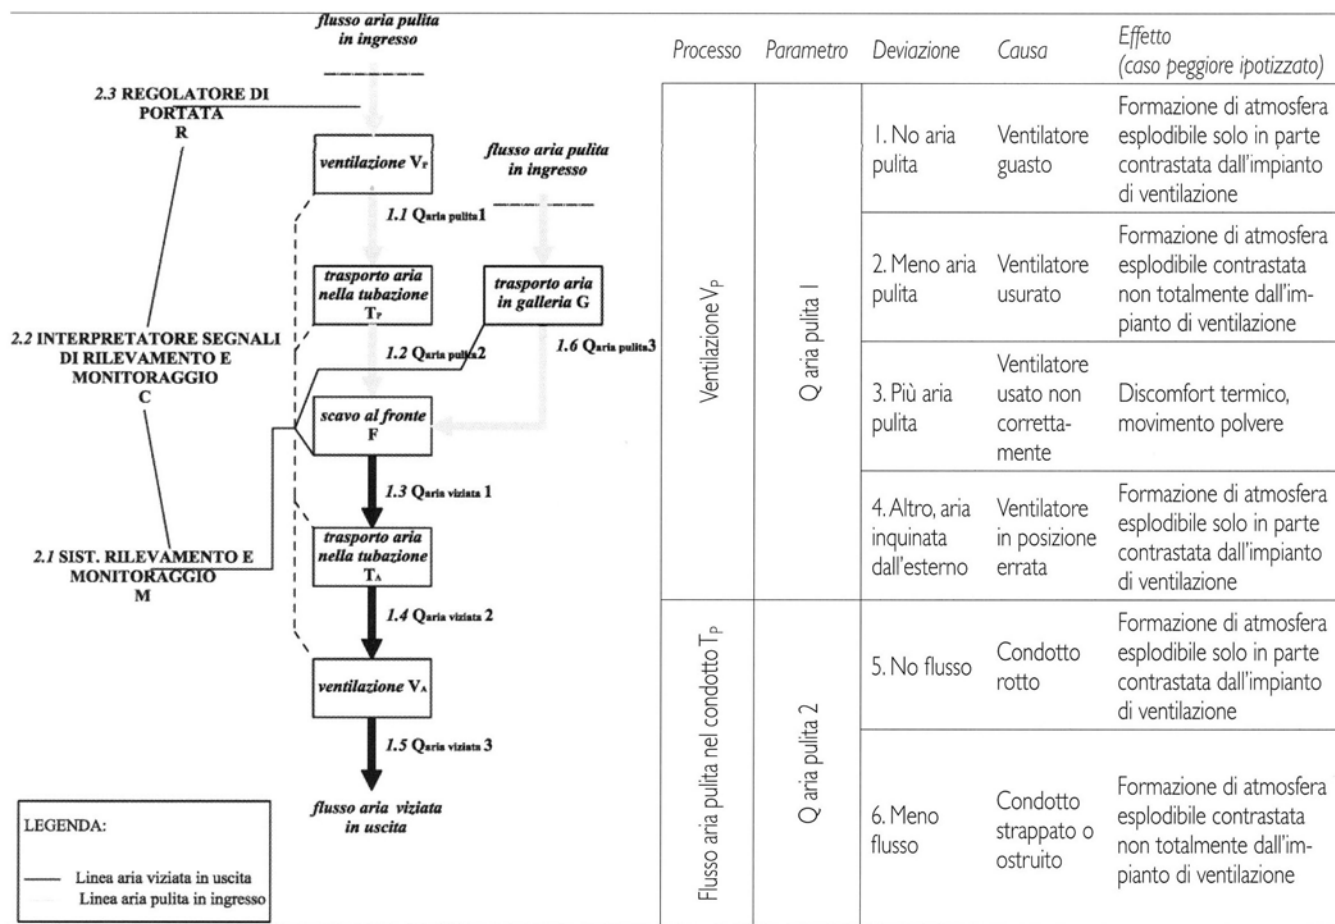 flusso aria pulita
in ingresso
2.3 REGOLATORE DI
PORTATA
R
ventilazione VP
flusso aria pulita
in ingresso
1.1 Qaria pulita1
trasporto aria
nella tubazione
TP
trasporto aria
in galleria G
2.2 INTERPRETATORE SEGNALI
DI RILEVAMENTO E
MONITORAGGIO
C
1.2 Qaria pulita2
1.6 Qaria pulita3
scavo al fronte
F
1.3 Qaria viziata 1
2.1 SIST. RILEVAMENTO E
MONITORAGGIO
M
trasporto aria
nella tubazione
TA
1.4 Qaria viziata 2
ventilazione VA
1.5 Qaria viziata 3
flusso aria viziata
in uscita
LEGENDA:
Linea aria viziata in uscita
Linea aria pulita in ingresso
Processo
Parametro
Deviazione
Causa
Effetto
(caso peggiore ipotizzato)
Ventilazione VP
Q aria pulita 1
1. No aria
pulita
Ventilatore
guasto
Formazione di atmosfera
esplodibile solo in parte
contrastata dall'impianto
di ventilazione
2. Meno aria
pulita
Ventilatore
usurato
Formazione di atmosfera
esplodibile contrastata
non totalmente dall'im-
pianto di ventilazione
3. Più aria
pulita
Ventilatore
usato non
corretta-
mente
Discomfort termico,
movimento polvere
4. Altro, aria
inquinata
dall'esterno
Ventilatore
in posizione
errata
Formazione di atmosfera
esplodibile solo in parte
contrastata dall'impianto
di ventilazione
Flusso aria pulita nel condotto TP
Q aria pulita 2
5. No flusso
Condotto
rotto
Formazione di atmosfera
esplodibile solo in parte
contrastata dall'impianto
di ventilazione
6. Meno
flusso
Condotto
strappato o
ostruito
Formazione di atmosfera
esplodibile contrastata
non totalmente dall'im-
pianto di ventilazione